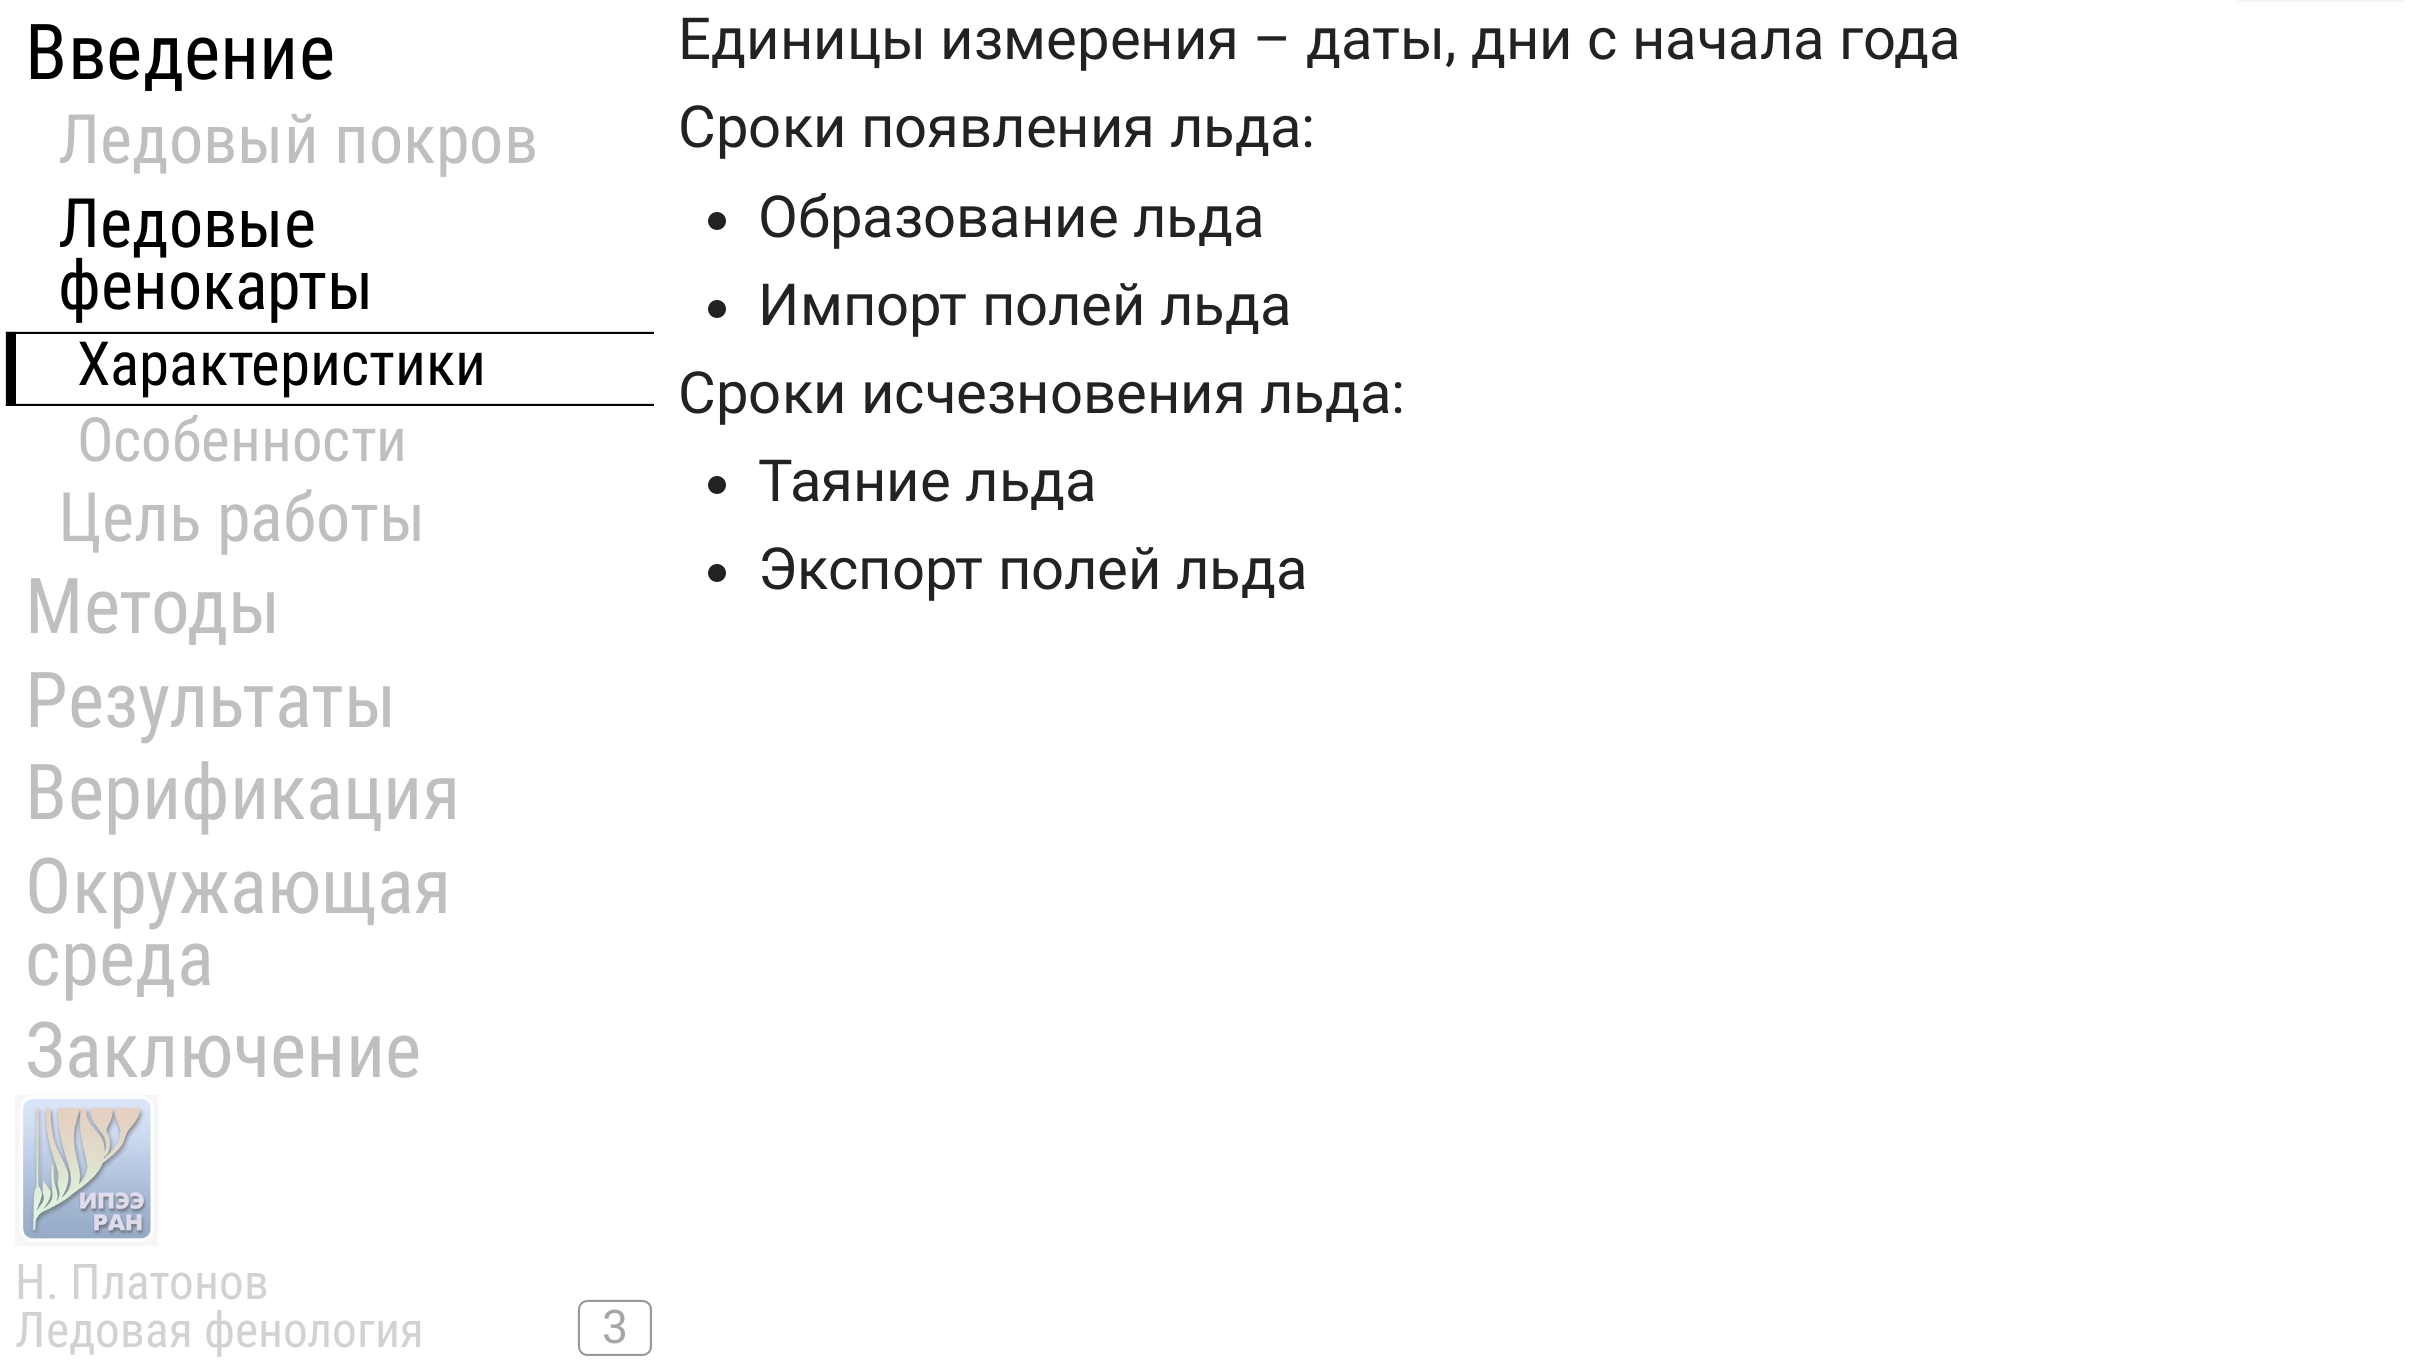 Введение
Ледовый покров
Ледовые
фенокарты
Характеристики
Особенности
Цель работы
Методы
Результаты
Верификация
Окружающая
среда
Заключение
ИПЭЭ
РАН
Н. Платонов
Ледовая фенология
3
Единицы измерения – даты, дни с начала года
Сроки появления льда:
• Образование льда
• Импорт полей льда
Сроки исчезновения льда:
• Таяние льда
• Экспорт полей льда